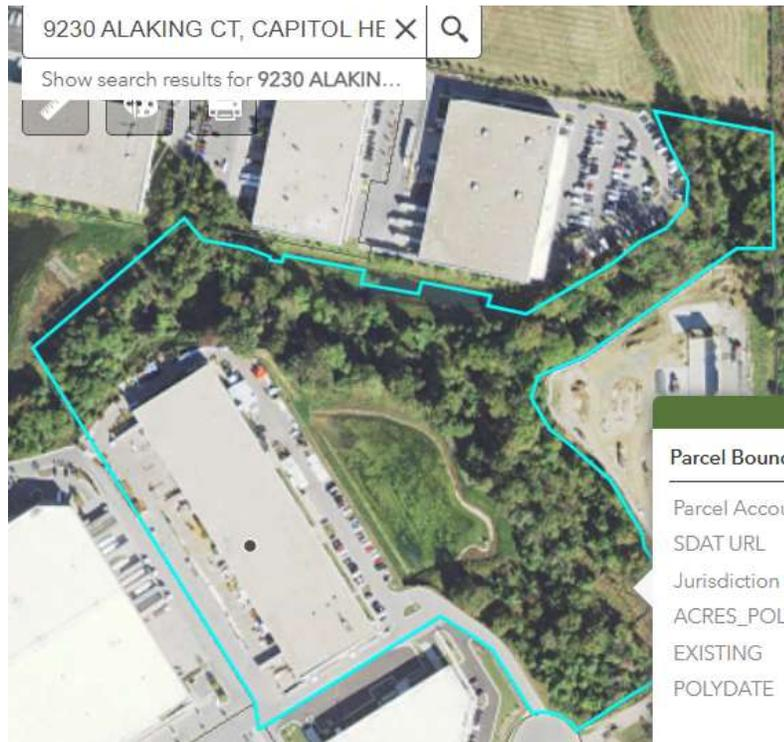 9230 ALAKING CT, CAPITOL HE
Show search results for 9230 ALAKIN...
Parcel Bound
Parcel Accou
SDAT URL
Jurisdiction
ACRES_POL
EXISTING
POLYDATE